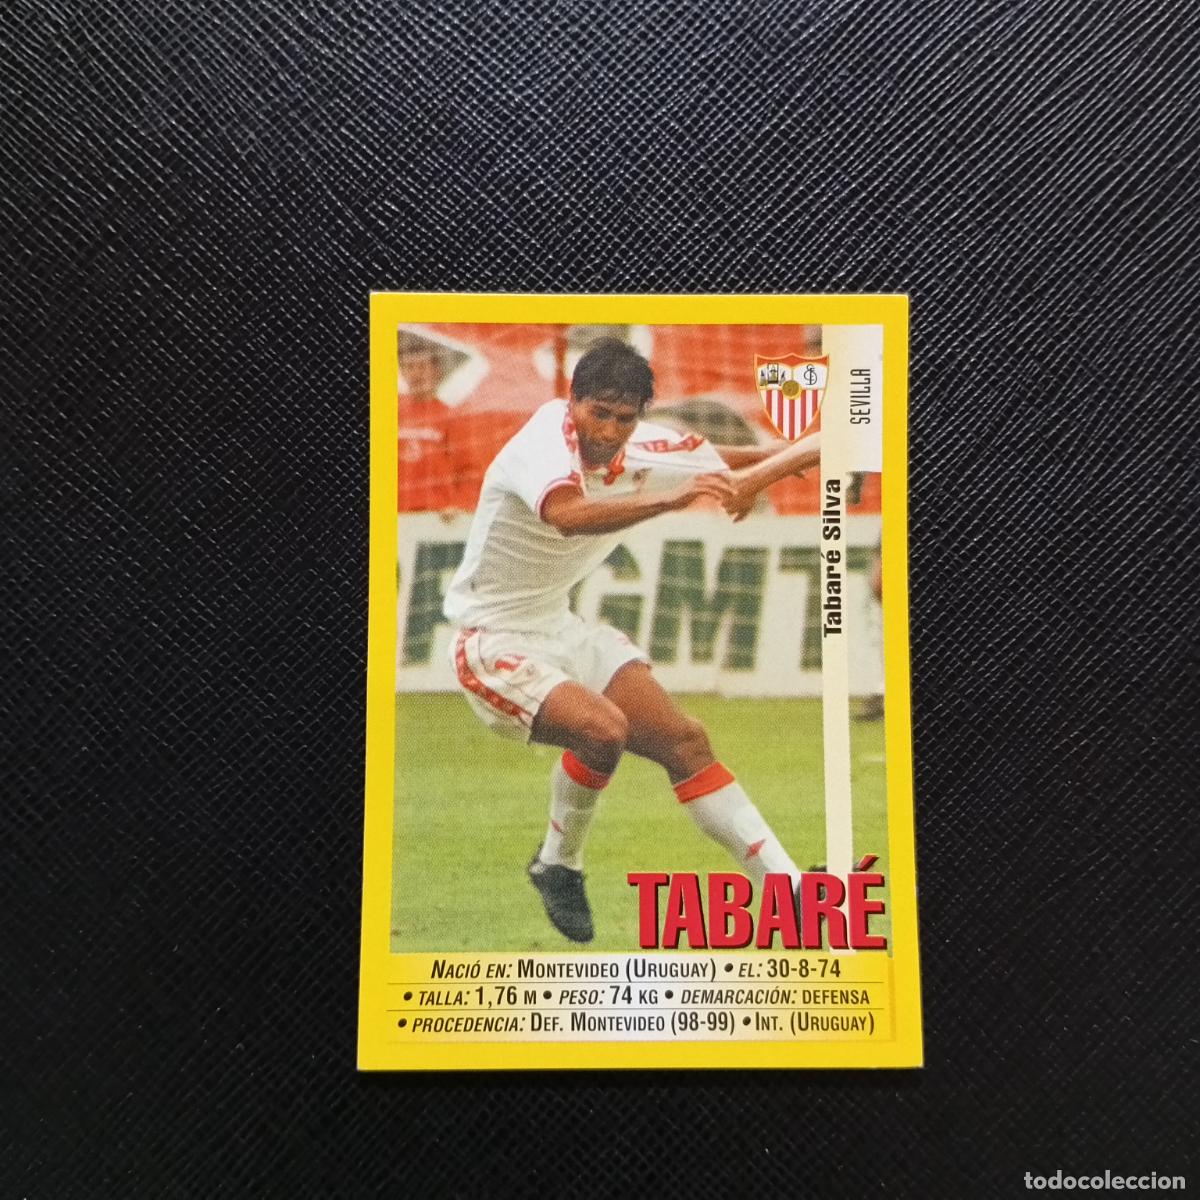 SEVILLA
Tabaré Silva
GMT
TABARÉ
NACIÓ EN: MONTEVIDEO (URUGUAY) • EL: 30-8-74
• TALLA: 1,76 M • PESO: 74 KG • DEMARCACIÓN: DEFENSA
• PROCEDENCIA: DEF. MONTEVIDEO (98-99) • INT. (URUGUAY)
todocoleccion